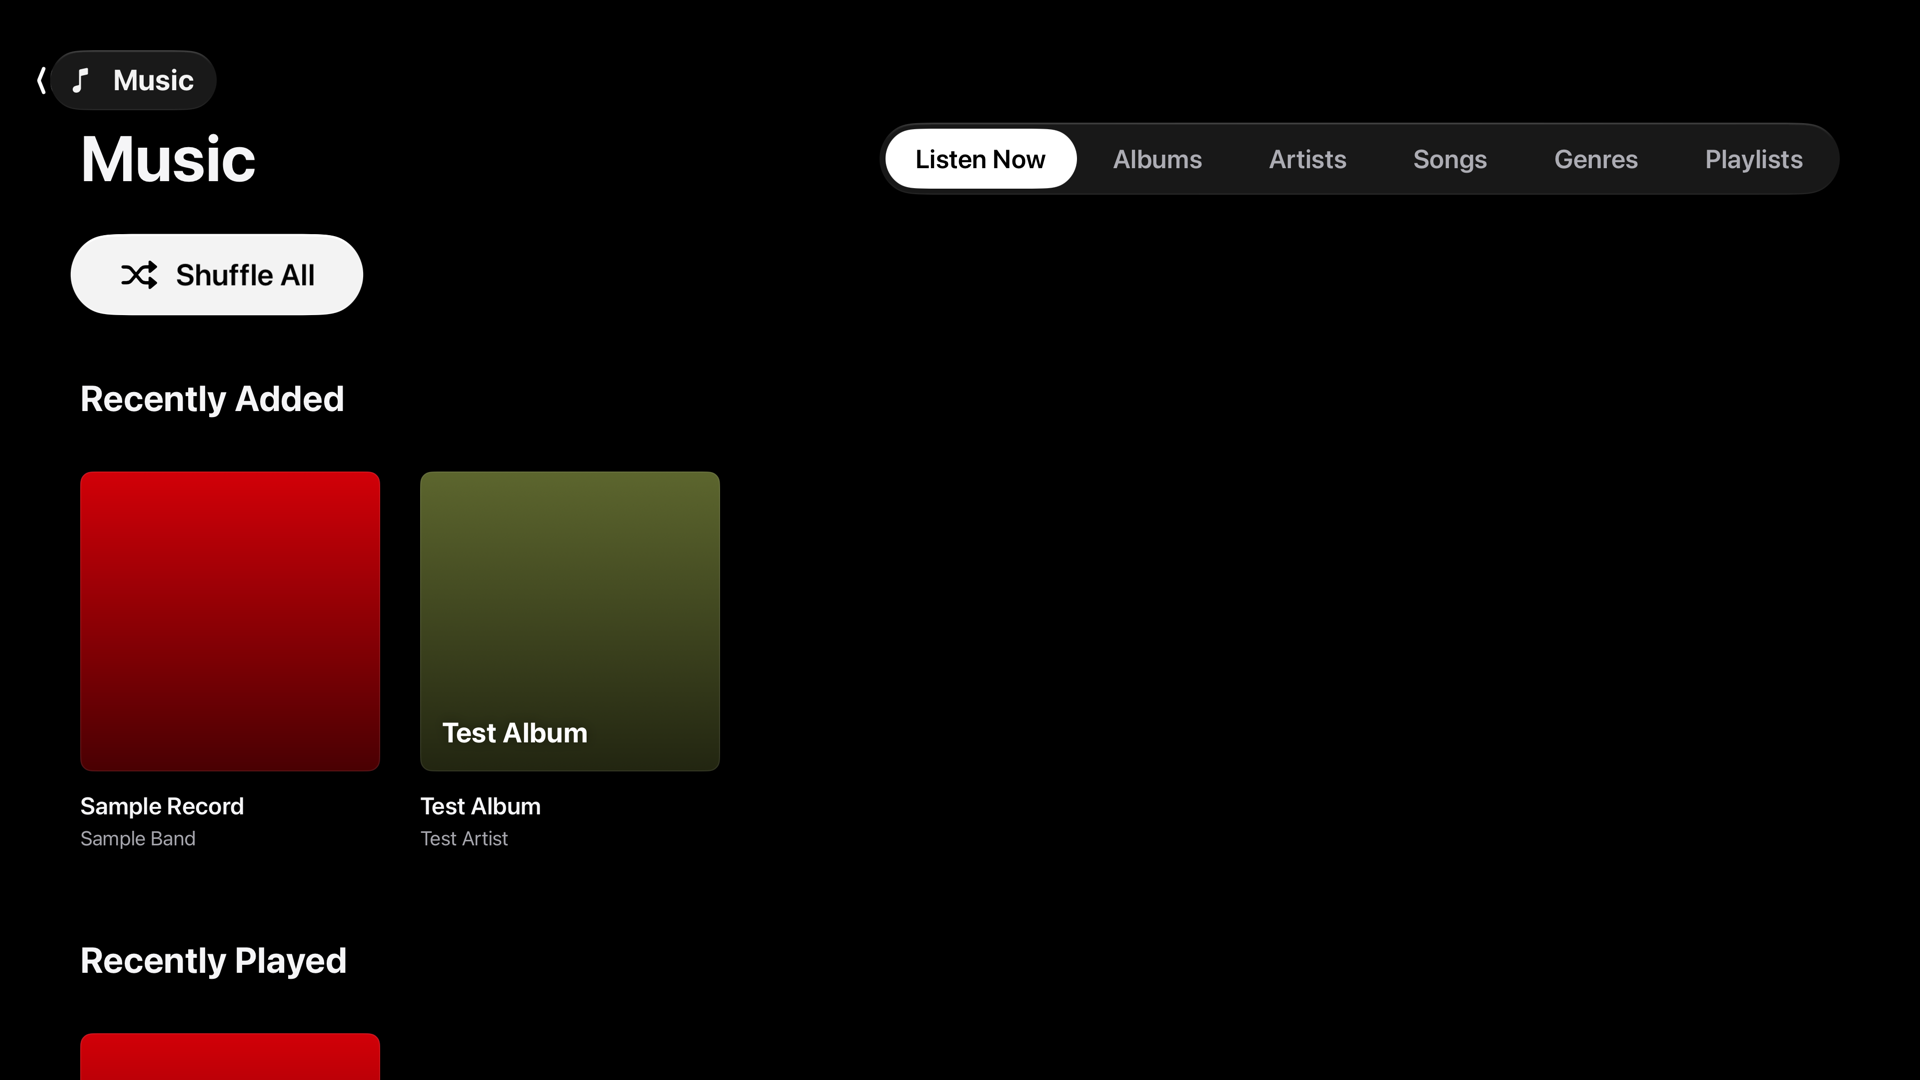 Music
Music
Listen Now
Albums
Artists
Songs
Genres
Playlists
Shuffle All
Recently Added
Test Album
Sample Record
Sample Band
Test Album
Test Artist
Recently Played